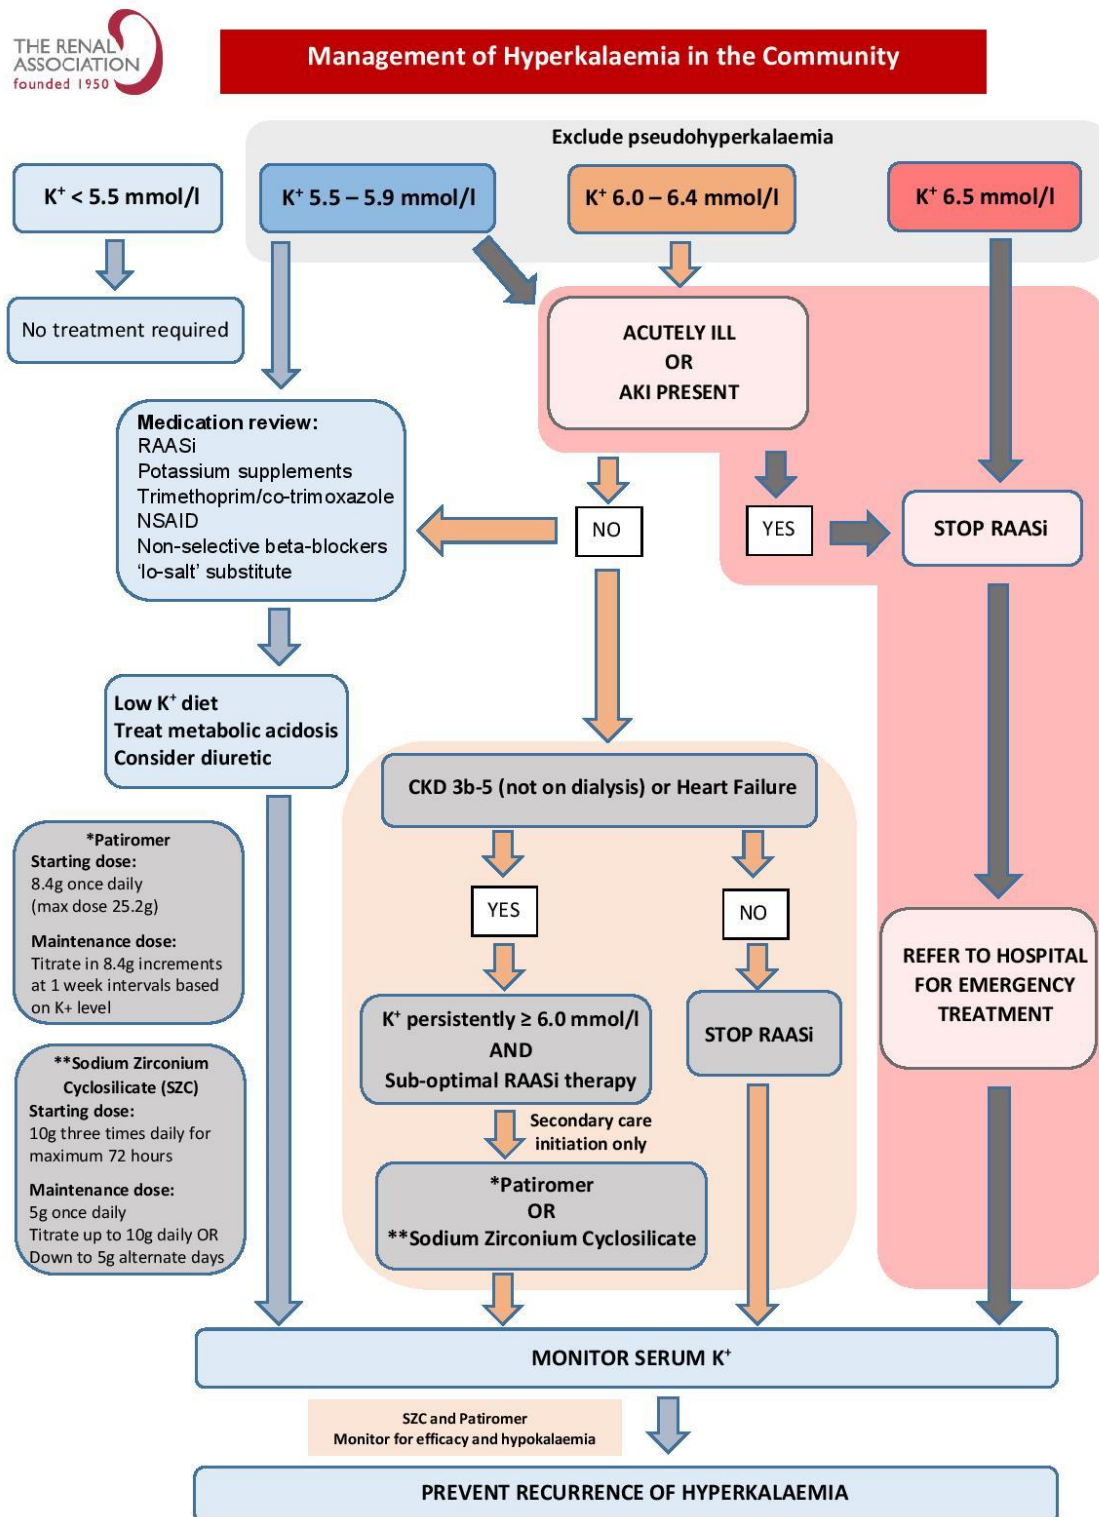 THE RENAL
ASSOCIATION
founded 1950
Management of Hyperkalaemia in the Community
Exclude pseudohyperkalaemia
K⁺ < 5.5 mmol/l
K⁺ 5.5 – 5.9 mmol/l
K⁺ 6.0 – 6.4 mmol/l
K⁺ 6.5 mmol/l
No treatment required
ACUTELY ILL
OR
AKI PRESENT
Medication review:
RAASi
Potassium supplements
Trimethoprim/co-trimoxazole
NSAID
Non-selective beta-blockers
‘lo-salt’ substitute
NO
YES
STOP RAASi
Low K⁺ diet
Treat metabolic acidosis
Consider diuretic
CKD 3b-5 (not on dialysis) or Heart Failure
*Patiromer
Starting dose:
8.4g once daily
(max dose 25.2g)
Maintenance dose:
Titrate in 8.4g increments
at 1 week intervals based
on K+ level
YES
NO
REFER TO HOSPITAL
FOR EMERGENCY
TREATMENT
K⁺ persistently ≥ 6.0 mmol/l
AND
Sub-optimal RAASi therapy
STOP RAASi
**Sodium Zirconium
Cyclosilicate (SZC)
Starting dose:
10g three times daily for
maximum 72 hours
Maintenance dose:
5g once daily
Titrate up to 10g daily OR
Down to 5g alternate days
Secondary care
initiation only
*Patiromer
OR
**Sodium Zirconium Cyclosilicate
MONITOR SERUM K⁺
SZC and Patiromer
Monitor for efficacy and hypokalaemia
PREVENT RECURRENCE OF HYPERKALAEMIA